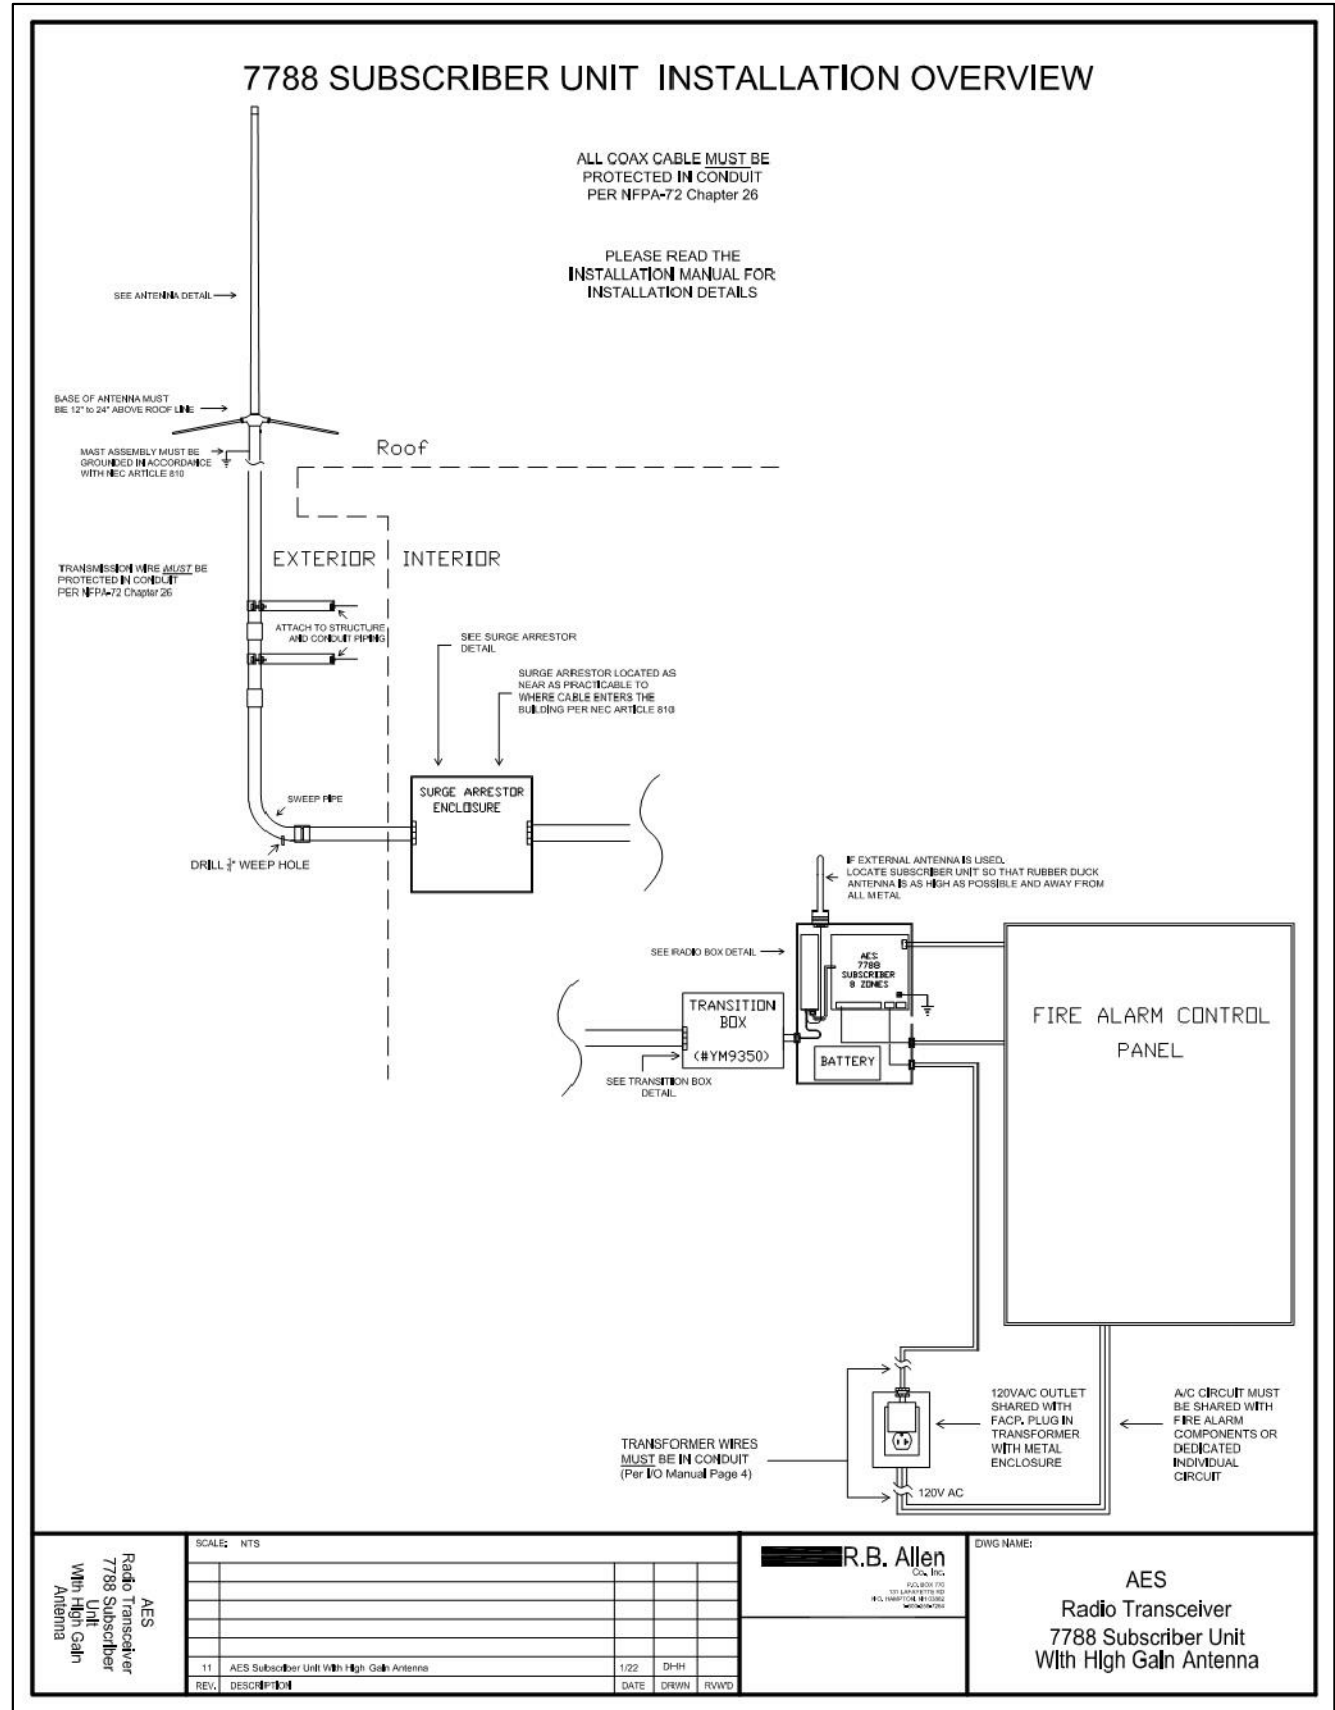 7788 SUBSCRIBER UNIT INSTALLATION OVERVIEW
ALL COAX CABLE MUST BE
PROTECTED IN CONDUIT
PER NFPA-72 Chapter 26
PLEASE READ THE
INSTALLATION MANUAL FOR
INSTALLATION DETAILS
SEE ANTENNA DETAIL
BASE OF ANTENNA MUST
BE 12" to 24" ABOVE ROOF LINE
MAST ASSEMBLY MUST BE
GROUNDED IN ACCORDANCE
WITH NEC ARTICLE 810
Roof
EXTERIOR
INTERIOR
TRANSMISSION WIRE MUST BE
PROTECTED IN CONDUIT
PER NFPA-72 Chapter 26
ATTACH TO STRUCTURE
AND CONDUIT PIPING
SEE SURGE ARRESTOR
DETAIL
SURGE ARRESTOR LOCATED AS
NEAR AS PRACTICABLE TO
WHERE CABLE ENTERS THE
BUILDING PER NEC ARTICLE 810
SURGE ARRESTOR
ENCLOSURE
SWEEP PIPE
DRILL WEEP HOLE
IF EXTERNAL ANTENNA IS USED.
LOCATE SUBSCRIBER UNIT SO THAT RUBBER DUCK
ANTENNA IS AS HIGH AS POSSIBLE AND AWAY FROM
ALL METAL
SEE RADIO BOX DETAIL
AES
7788
SUBSCRIBER
8 ZONES
BATTERY
TRANSITION
BOX
(#YM9350)
SEE TRANSITION BOX
DETAIL
FIRE ALARM CONTROL
PANEL
TRANSFORMER WIRES
MUST BE IN CONDUIT
(Per I/O Manual Page 4)
120V AC
120VA/C OUTLET
SHARED WITH
FACP. PLUG IN
TRANSFORMER
WITH METAL
ENCLOSURE
A/C CIRCUIT MUST
BE SHARED WITH
FIRE ALARM
COMPONENTS OR
DEDICATED
INDIVIDUAL
CIRCUIT
AES
Radio Transceiver
7788 Subscriber
Unit
With High Gain
Antenna
SCALE: NTS
11 AES Subscriber Unit With High Gain Antenna 1/22 DHH
REV. DESCRIPTION DATE DRWN RVW'D
R.B. Allen
Co., Inc.
P.O. BOX 770
131 LAFAYETTE RD
NO. HAMPTON, NH 03862
DWG NAME:
AES
Radio Transceiver
7788 Subscriber Unit
With High Gain Antenna